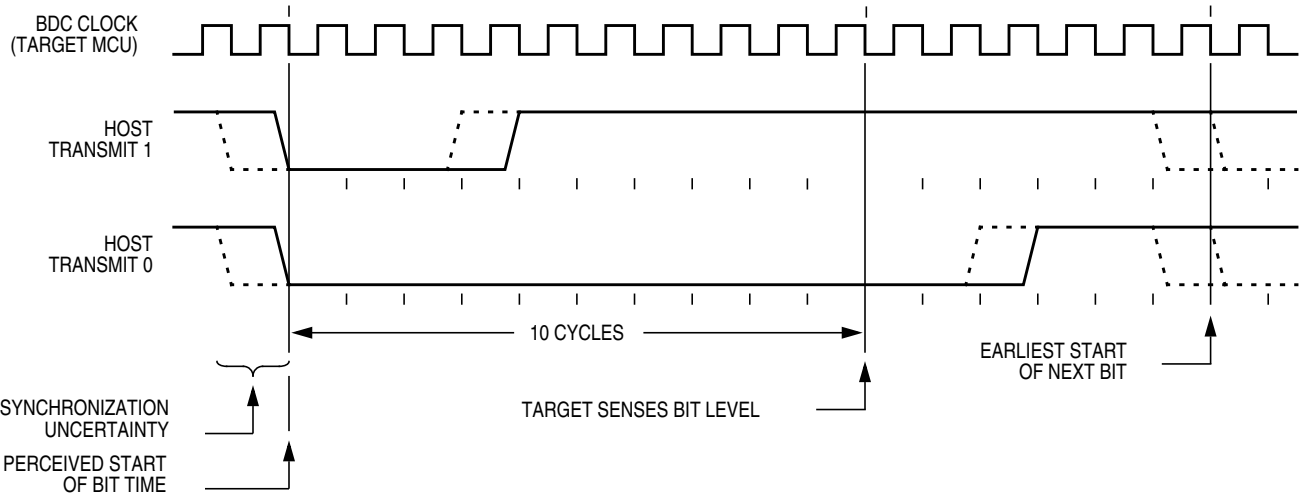 BDC CLOCK
(TARGET MCU)
HOST
TRANSMIT 1
HOST
TRANSMIT 0
10 CYCLES
EARLIEST START
OF NEXT BIT
SYNCHRONIZATION
UNCERTAINTY
TARGET SENSES BIT LEVEL
PERCEIVED START
OF BIT TIME